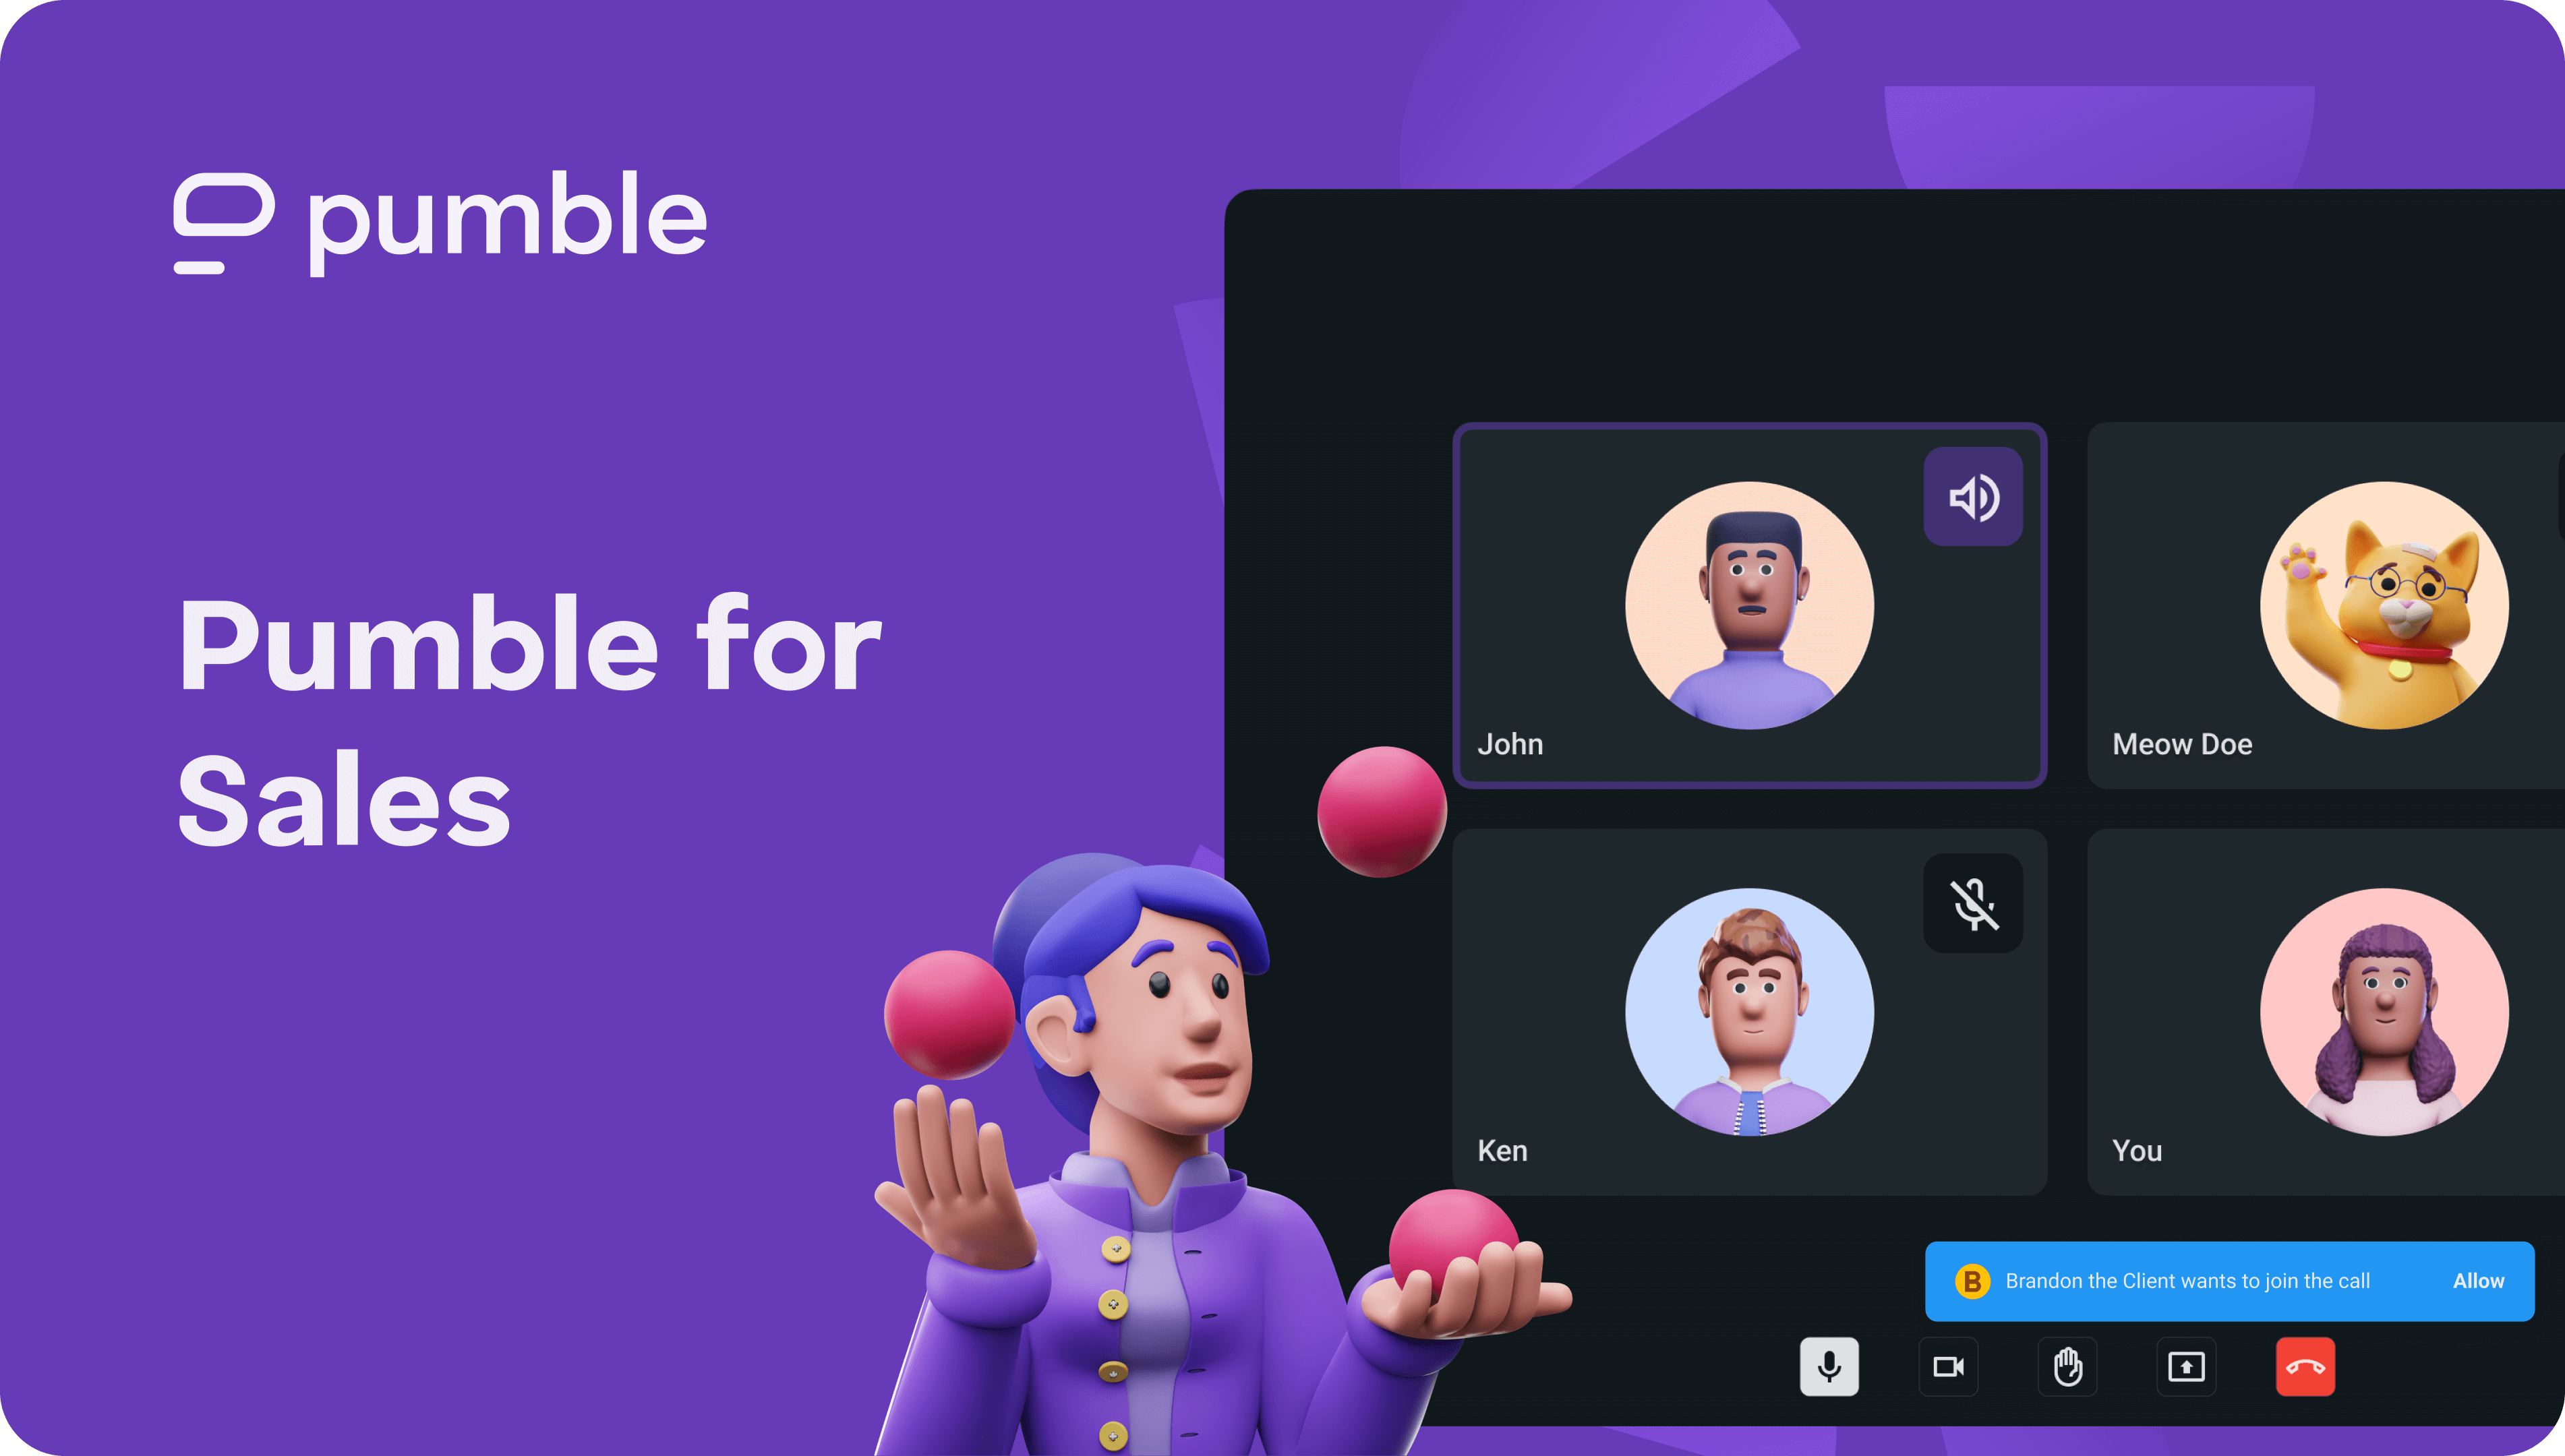 pumble
Pumble for
Sales
John
Meow Doe
Ken
You
B
Brandon the Client wants to join the call
Allow